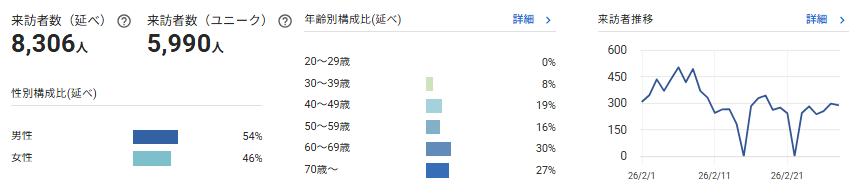 来訪者数（延べ） ?
8,306人
来訪者数（ユニーク） ?
5,990人
性別構成比(延べ)
男性 54%
女性 46%
年齢別構成比(延べ) 詳細 >
20〜29歳 0%
30〜39歳 8%
40〜49歳 19%
50〜59歳 16%
60〜69歳 30%
70歳〜 27%
来訪者推移 詳細 >
600
450
300
150
0
26/2/1 26/2/11 26/2/21